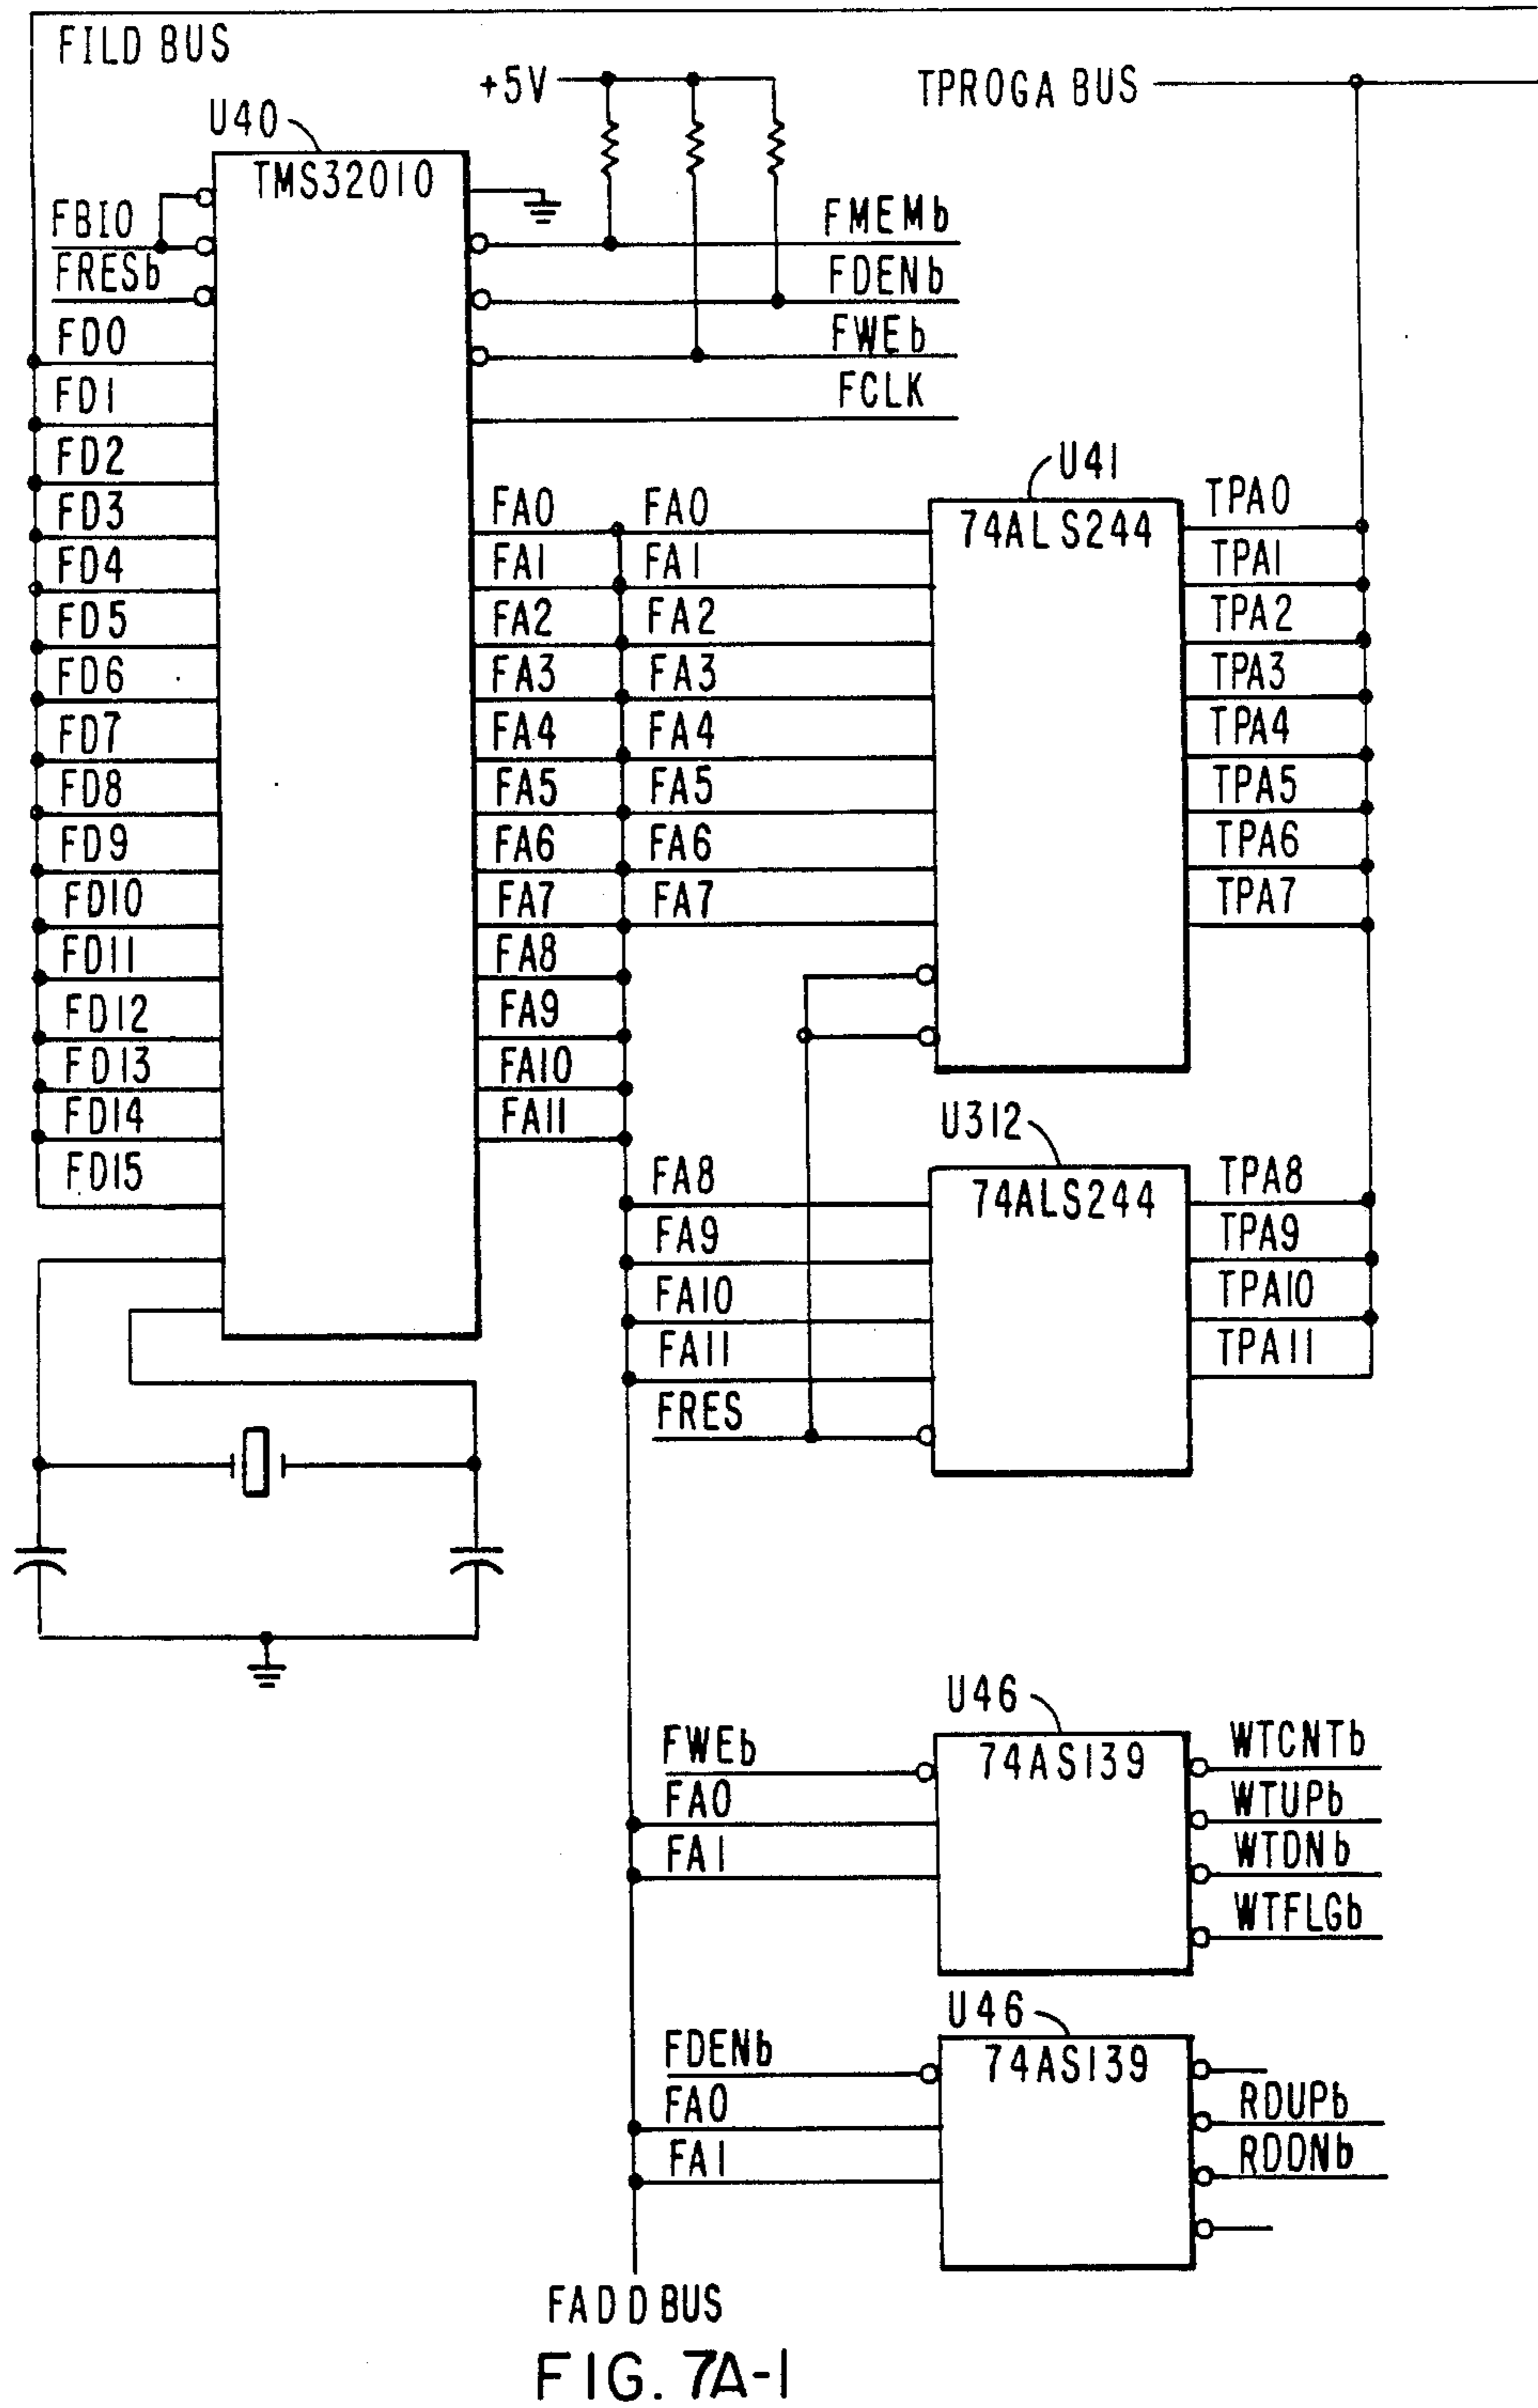 FILD BUS
+5V
TPROGA BUS
U40
TMS32010
FBIO
FRESb
FD0
FD1
FD2
FD3
FD4
FD5
FD6
FD7
FD8
FD9
FD10
FD11
FD12
FD13
FD14
FD15
FMEMb
FDENb
FWEb
FCLK
FA0
FA1
FA2
FA3
FA4
FA5
FA6
FA7
FA8
FA9
FA10
FA11
FA0
FA1
FA2
FA3
FA4
FA5
FA6
FA7
U41
74ALS244
TPA0
TPA1
TPA2
TPA3
TPA4
TPA5
TPA6
TPA7
U312
74ALS244
FA8
FA9
FA10
FA11
FRES
TPA8
TPA9
TPA10
TPA11
U46
74AS139
FWEb
FA0
FA1
WTCNTb
WTUPb
WTDNb
WTFLGb
U46
74AS139
FDENb
FA0
FA1
RDUPb
RDDNb
FADD BUS
FIG. 7A-1